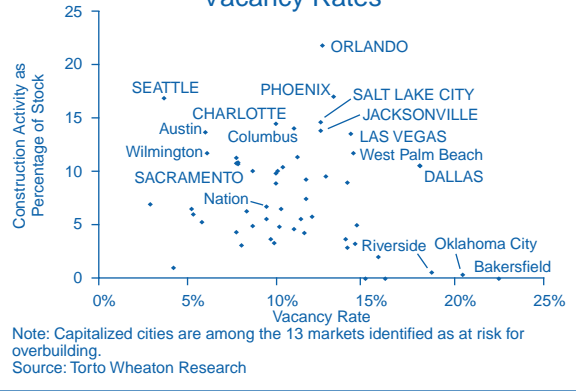 Vacancy Rates
Construction Activity as
Percentage of Stock
25
20
15
10
5
0
ORLANDO
SEATTLE
PHOENIX
SALT LAKE CITY
CHARLOTTE
JACKSONVILLE
Austin
Columbus
LAS VEGAS
Wilmington
West Palm Beach
SACRAMENTO
DALLAS
Nation
Riverside
Oklahoma City
Bakersfield
0% 5% 10% 15% 20% 25%
Vacancy Rate
Note: Capitalized cities are among the 13 markets identified as at risk for
overbuilding.
Source: Torto Wheaton Research